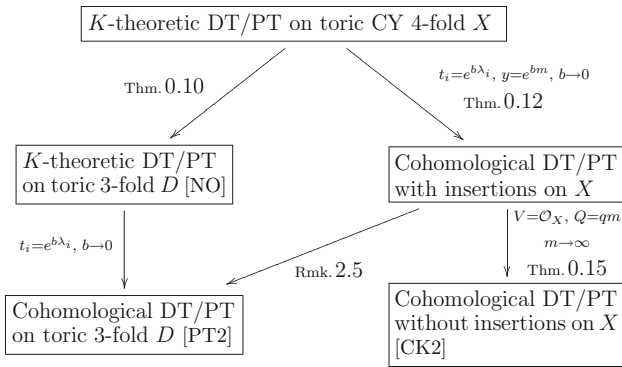 K-theoretic DT/PT on toric CY 4-fold X
Thm. 0.10
t_i=e^{bλ_i}, y=e^{bm}, b→0
Thm. 0.12
K-theoretic DT/PT
on toric 3-fold D [NO]
Cohomological DT/PT
with insertions on X
t_i=e^{bλ_i}, b→0
Rmk. 2.5
V=𝒪_X, Q=qm
m→∞
Thm. 0.15
Cohomological DT/PT
on toric 3-fold D [PT2]
Cohomological DT/PT
without insertions on X
[CK2]